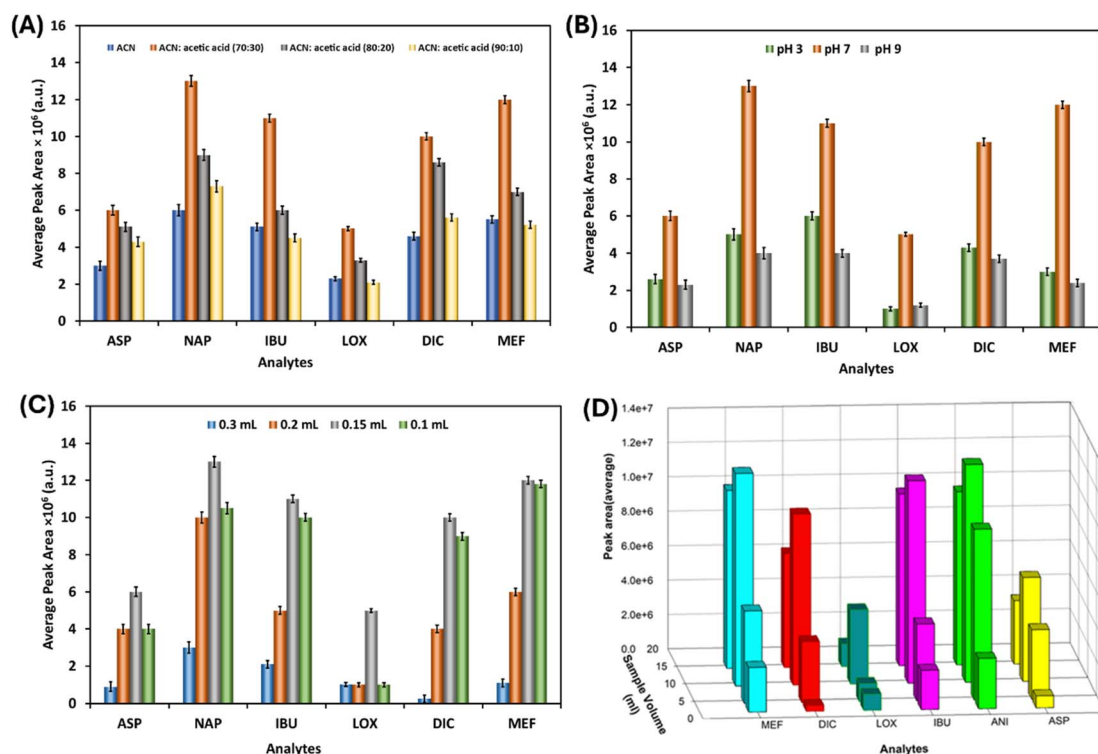 (A)
16
14
12
10
8
6
4
2
0
Average Peak Area × 10⁶ (a.u.)
ACN ACN: acetic acid (70:30) ACN: acetic acid (80:20) ACN: acetic acid (90:10)
ASP NAP IBU LOX DIC MEF
Analytes
(B)
16
14
12
10
8
6
4
2
0
Average Peak Area ×10⁶ (a.u.)
pH 3 pH 7 pH 9
ASP NAP IBU LOX DIC MEF
Analytes
(C)
16
14
12
10
8
6
4
2
0
Average Peak Area ×10⁶ (a.u.)
0.3 mL 0.2 mL 0.15 mL 0.1 mL
ASP NAP IBU LOX DIC MEF
Analytes
(D)
1.4e+7
1.2e+7
1.0e+7
8.0e+6
6.0e+6
4.0e+6
2.0e+6
0.0
Peak area(average)
20
15
10
5
0
Sample Volume
(ml)
MEF DIC LOX IBU ANI ASP
Analytes